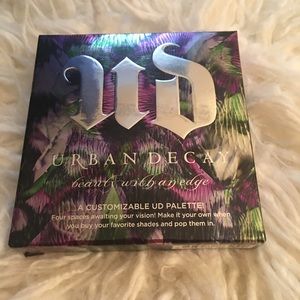 UD
URBAN DECAY
beauty with an edge
A CUSTOMIZABLE UD PALETTE!
Four spaces awaiting your vision! Make it your own when
you buy your favorite shades and pop them in.